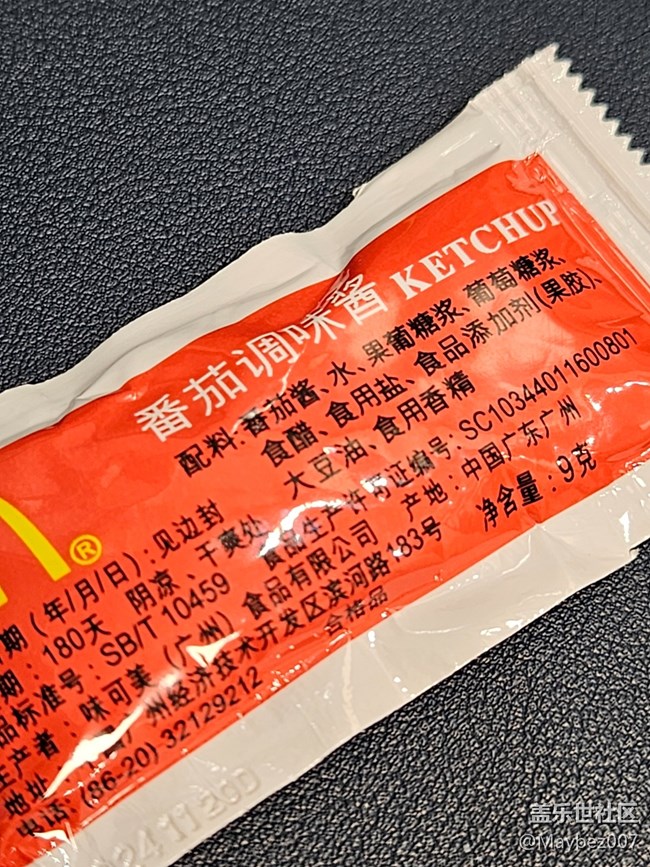 番茄调味酱 KETCHUP
配料:番茄酱、水、果葡糖浆、葡萄糖浆、
食醋、食用盐、食品添加剂(果胶)、
大豆油、食用香精
食品生产许可证编号: SC10344011600801
产地: 中国广东广州
净含量: 9克
期(年/月/日): 见边封
期: 180天 阴凉、干爽处
品标准号: SB/T 10459
生产者: 味可美(广州)食品有限公司
地址: 广州经济技术开发区滨河路183号
电话: (86-20)-32129212
合格品
®
24 11 20D
盖乐世社区
@Maybez007